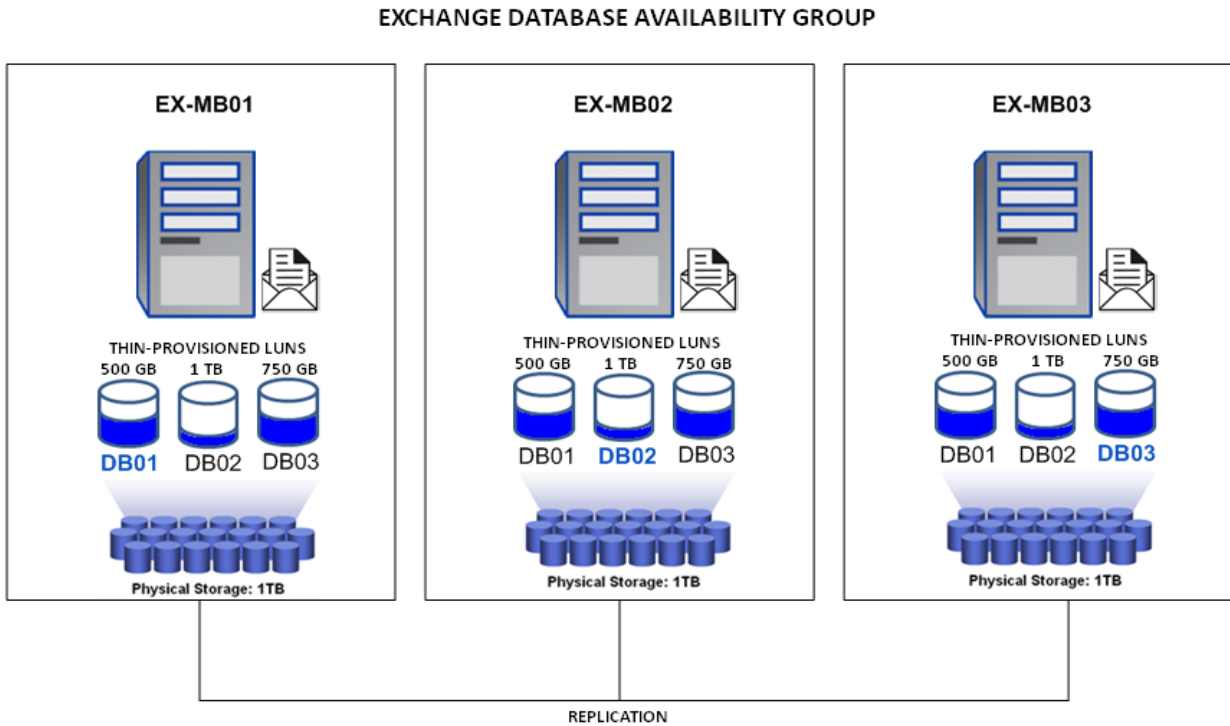 EXCHANGE DATABASE AVAILABILITY GROUP
EX-MB01
THIN-PROVISIONED LUNS
500 GB 1 TB 750 GB
DB01 DB02 DB03
Physical Storage: 1TB
EX-MB02
THIN-PROVISIONED LUNS
500 GB 1 TB 750 GB
DB01 DB02 DB03
Physical Storage: 1TB
EX-MB03
THIN-PROVISIONED LUNS
500 GB 1 TB 750 GB
DB01 DB02 DB03
Physical Storage: 1TB
REPLICATION